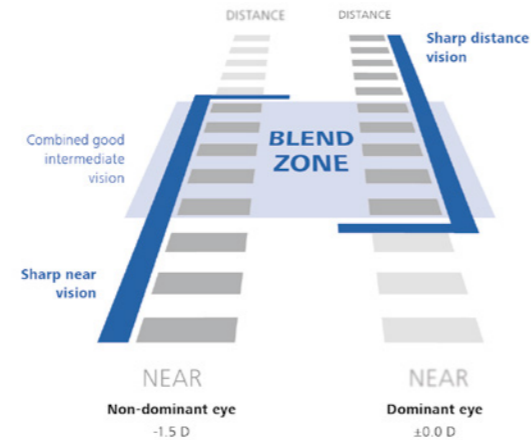 DISTANCE
DISTANCE
Sharp distance
vision
Combined good
intermediate
vision
BLEND
ZONE
Sharp near
vision
NEAR
NEAR
Non-dominant eye
Dominant eye
-1.5 D
±0.0 D